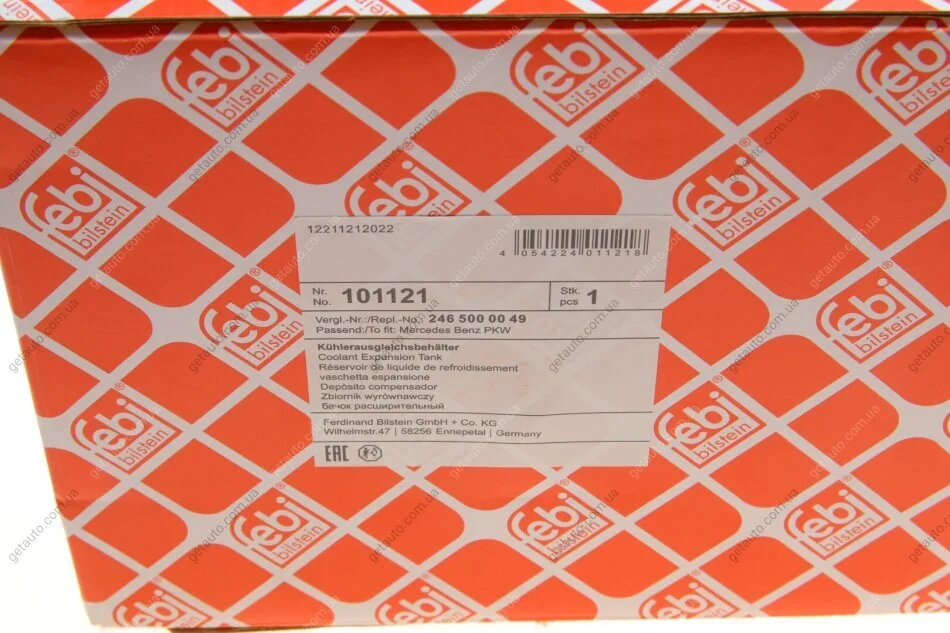 febi
bilstein
12211212022
4 054224 011218
Nr.
No. 101121
Stk.
pcs 1
Vergl.-Nr./Repl.-No.: 246 500 00 49
Passend:/To fit: Mercedes Benz PKW
Kühlerausgleichsbehälter
Coolant Expansion Tank
Réservoir de liquide de refroidissement
vaschetta espansione
Depósito compensador
Zbiornik wyrównawczy
бачок расширительный
Ferdinand Bilstein GmbH + Co. KG
Wilhelmstr.47 | 58256 Ennepetal | Germany
EAC
getauto.com.ua